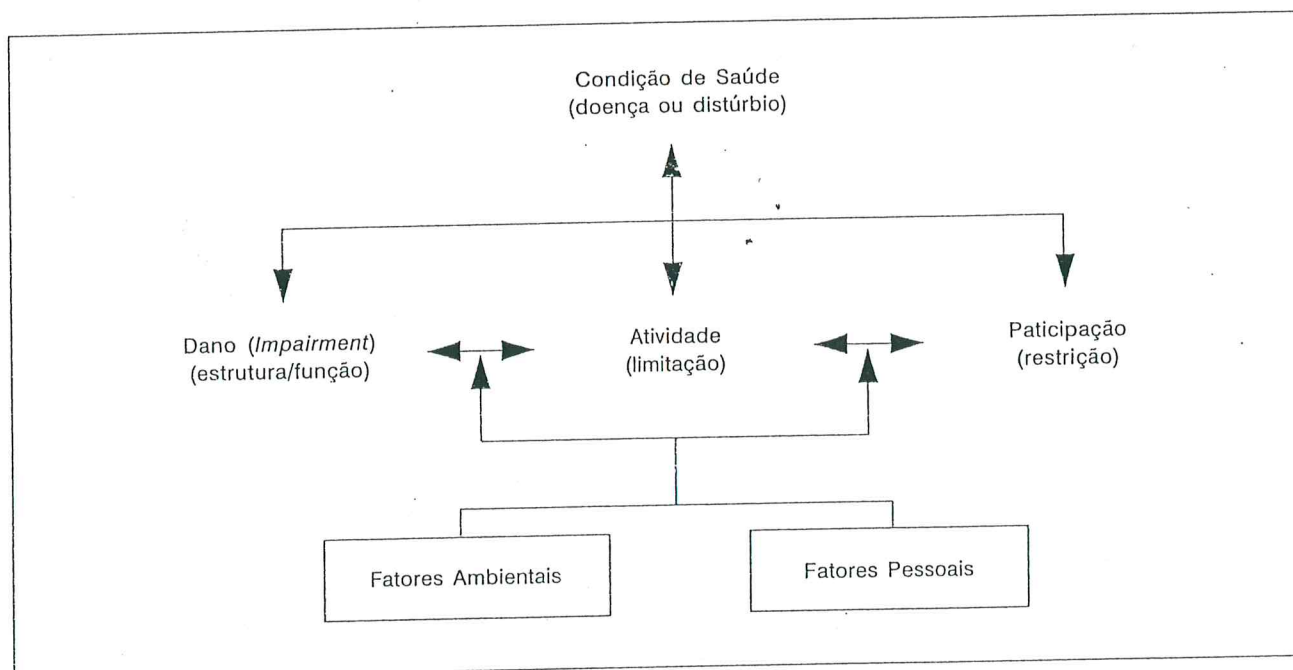 Condição de Saúde
(doença ou distúrbio)
Dano (Impairment)
(estrutura/função)
Atividade
(limitação)
Paticipação
(restrição)
Fatores Ambientais
Fatores Pessoais